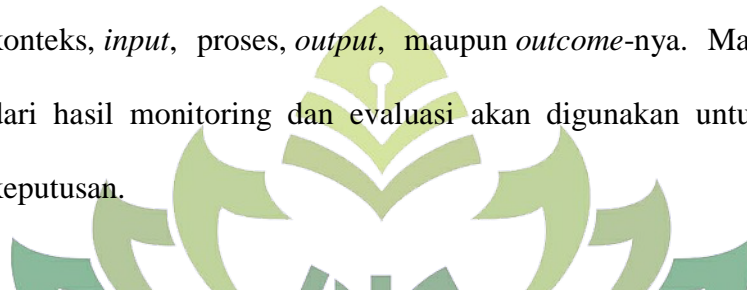 konteks, input, proses, output, maupun outcome-nya. Ma
dari hasil monitoring dan evaluasi akan digunakan untu
keputusan.